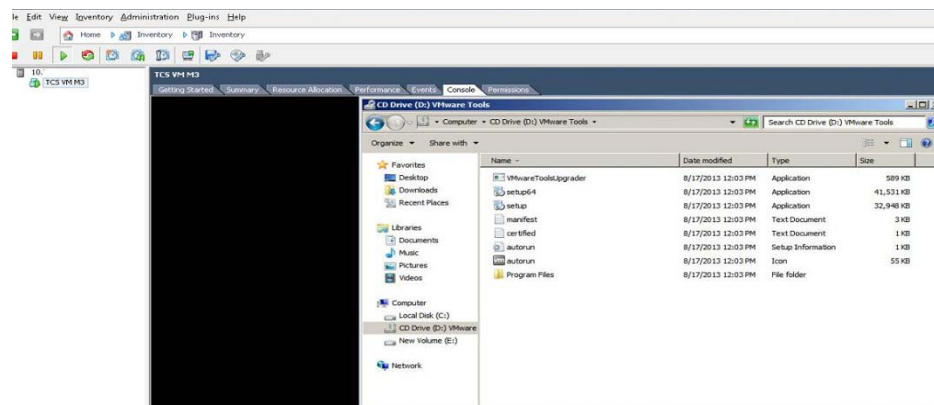 le Edit View Inventory Administration Plug-ins Help
Home Inventory Inventory
10.
TCS VM M3
TCS VM M3
Getting Started Summary Resource Allocation Performance Events Console Permissions
CD Drive (D:) VMware Tools
Computer CD Drive (D:) VMware Tools
Search CD Drive (D:) VMware Tools
Organize Share with
Name Date modified Type Size
Favorites
Desktop
Downloads
Recent Places
Libraries
Documents
Music
Pictures
Videos
Computer
Local Disk (C:)
CD Drive (D:) VMware
New Volume (E:)
Network
VMwareToolsUpgrader 8/17/2013 12:03 PM Application 589 KB
setup64 8/17/2013 12:03 PM Application 41,531 KB
setup 8/17/2013 12:03 PM Application 32,948 KB
manifest 8/17/2013 12:03 PM Text Document 3 KB
certified 8/17/2013 12:03 PM Text Document 1 KB
autorun 8/17/2013 12:03 PM Setup Information 1 KB
vm autorun 8/17/2013 12:03 PM Icon 55 KB
Program Files 8/17/2013 12:03 PM File folder